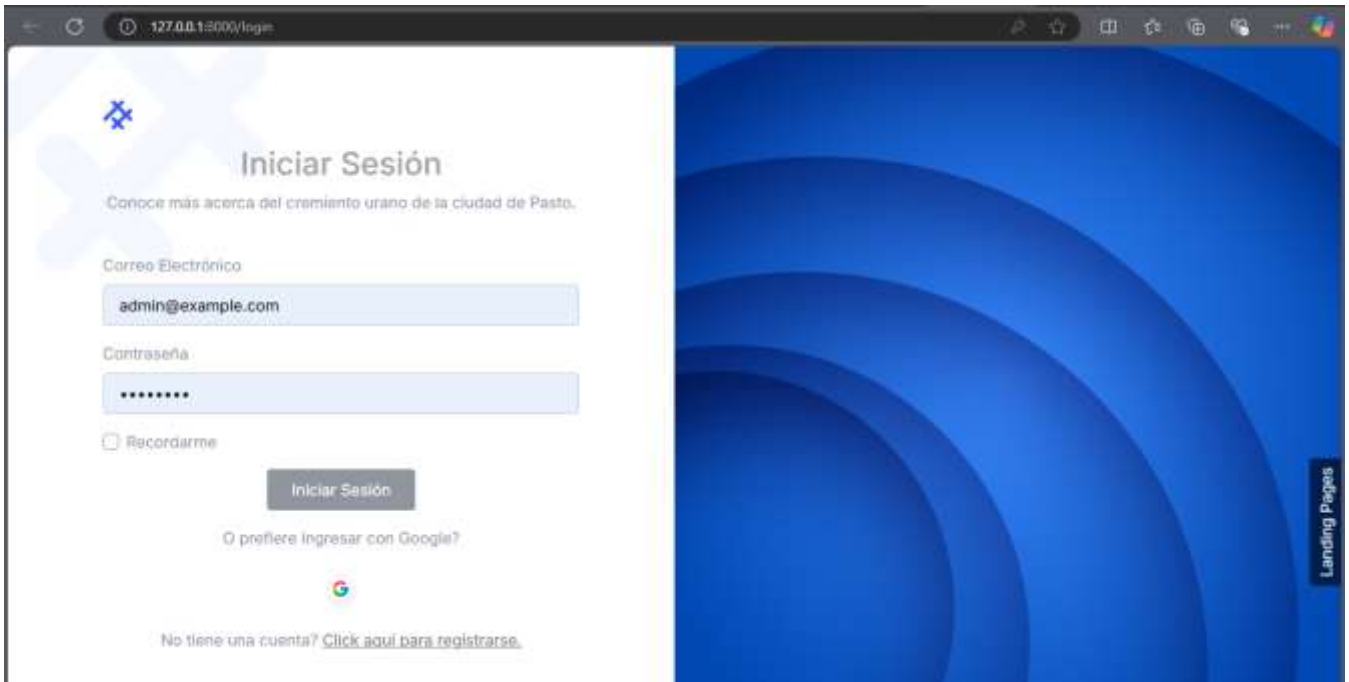 127.0.0.1:8000/login
Iniciar Sesión
Conoce más acerca del cremiento urano de la ciudad de Pasto.
Correo Electrónico
admin@example.com
Contraseña
••••••••
Recordarme
Iniciar Sesión
O prefiere ingresar con Google?
G
No tiene una cuenta? Click aquí para registrarse.
Landing Pages